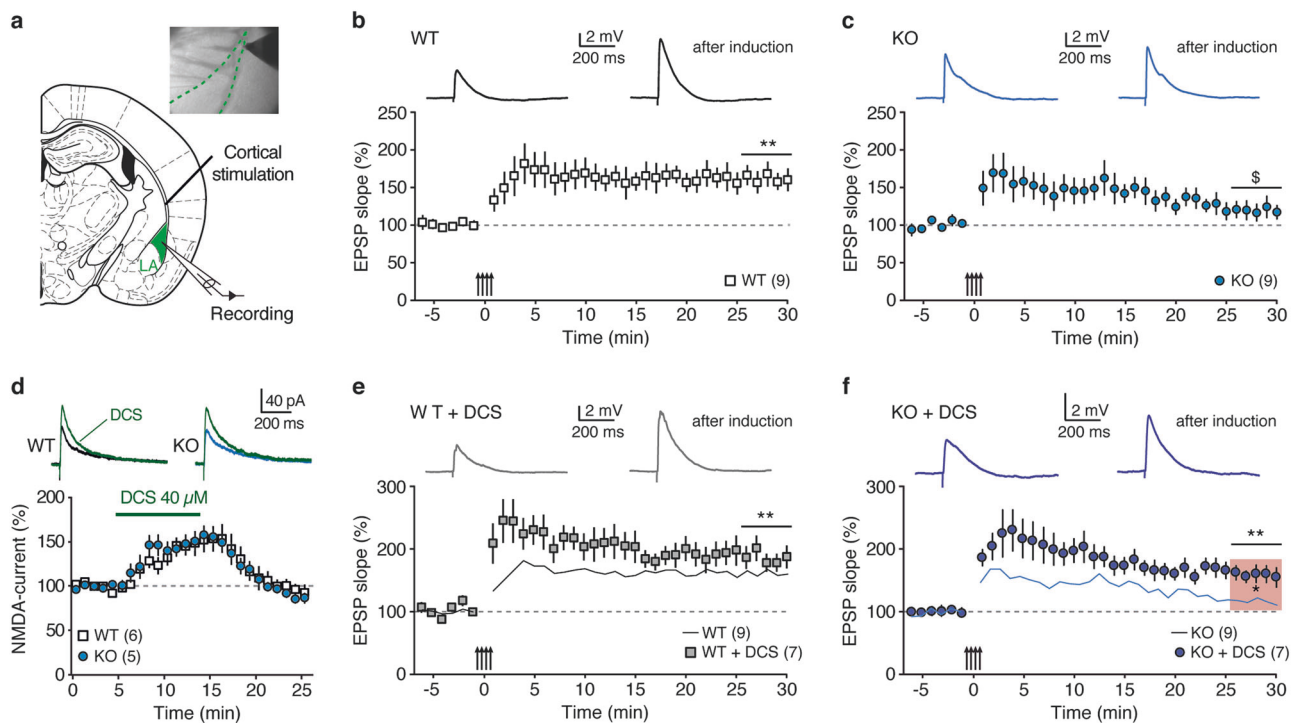 a
Cortical
stimulation
LA
Recording
b
WT
2 mV
200 ms
after induction
EPSP slope (%)
250
200
150
100
50
0
**
WT (9)
-5 0 5 10 15 20 25 30
Time (min)
c
KO
2 mV
200 ms
after induction
EPSP slope (%)
250
200
150
100
50
0
$
KO (9)
-5 0 5 10 15 20 25 30
Time (min)
d
40 pA
200 ms
DCS
WT
KO
NMDA-current (%)
200
150
100
50
0
DCS 40 µM
WT (6)
KO (5)
0 5 10 15 20 25
Time (min)
e
W T + DCS
2 mV
200 ms
after induction
EPSP slope (%)
300
200
100
0
**
WT (9)
WT + DCS (7)
-5 0 5 10 15 20 25 30
Time (min)
f
KO + DCS
2 mV
200 ms
after induction
EPSP slope (%)
300
200
100
0
**
*
KO (9)
KO + DCS (7)
-5 0 5 10 15 20 25 30
Time (min)